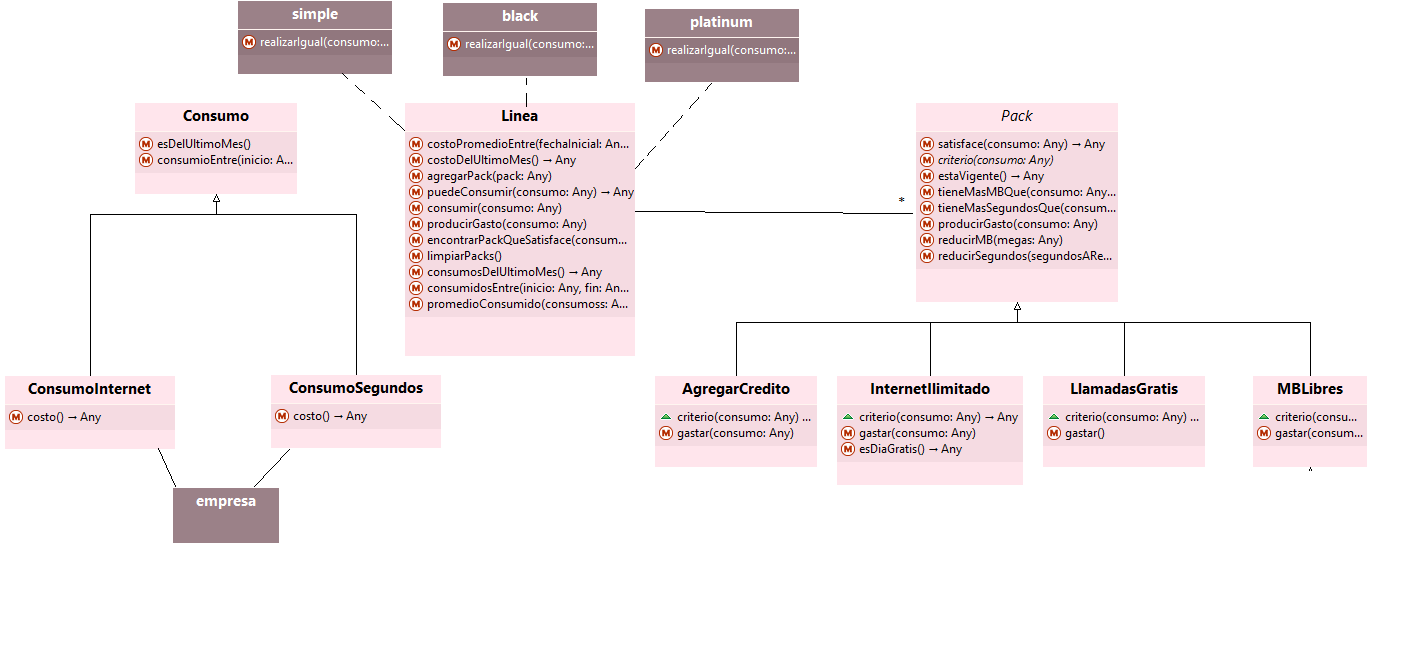 simple
realizarIgual(consumo:...
black
realizarIgual(consumo:...
platinum
realizarIgual(consumo:...
Consumo
esDelUltimoMes()
consumioEntre(inicio: A...
Linea
costoPromedioEntre(fechaInicial: An...
costoDelUltimoMes() → Any
agregarPack(pack: Any)
puedeConsumir(consumo: Any) → Any
consumir(consumo: Any)
producirGasto(consumo: Any)
encontrarPackQueSatisface(consum...
limpiarPacks()
consumosDelUltimoMes() → Any
consumidosEntre(inicio: Any, fin: An...
promedioConsumido(consumoss: A...
*
Pack
satisface(consumo: Any) → Any
criterio(consumo: Any)
estaVigente() → Any
tieneMasMBQue(consumo: Any...
tieneMasSegundosQue(consum...
producirGasto(consumo: Any)
reducirMB(megas: Any)
reducirSegundos(segundosARe...
ConsumoInternet
costo() → Any
ConsumoSegundos
costo() → Any
AgregarCredito
criterio(consumo: Any) ...
gastar(consumo: Any)
InternetIlimitado
criterio(consumo: Any) → Any
gastar(consumo: Any)
esDiaGratis() → Any
LlamadasGratis
criterio(consumo: Any) ...
gastar()
MBLibres
criterio(consu...
gastar(consum...
empresa